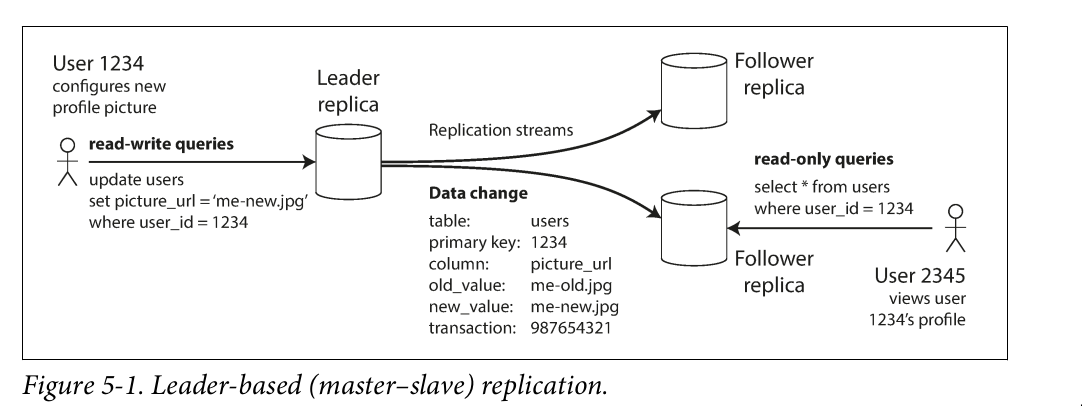 User 1234
configures new
profile picture
read-write queries
update users
set picture_url = ‘me-new.jpg’
where user_id = 1234
Leader
replica
Replication streams
Data change
table: users
primary key: 1234
column: picture_url
old_value: me-old.jpg
new_value: me-new.jpg
transaction: 987654321
Follower
replica
read-only queries
select * from users
where user_id = 1234
Follower
replica
User 2345
views user
1234’s profile
Figure 5-1. Leader-based (master–slave) replication.